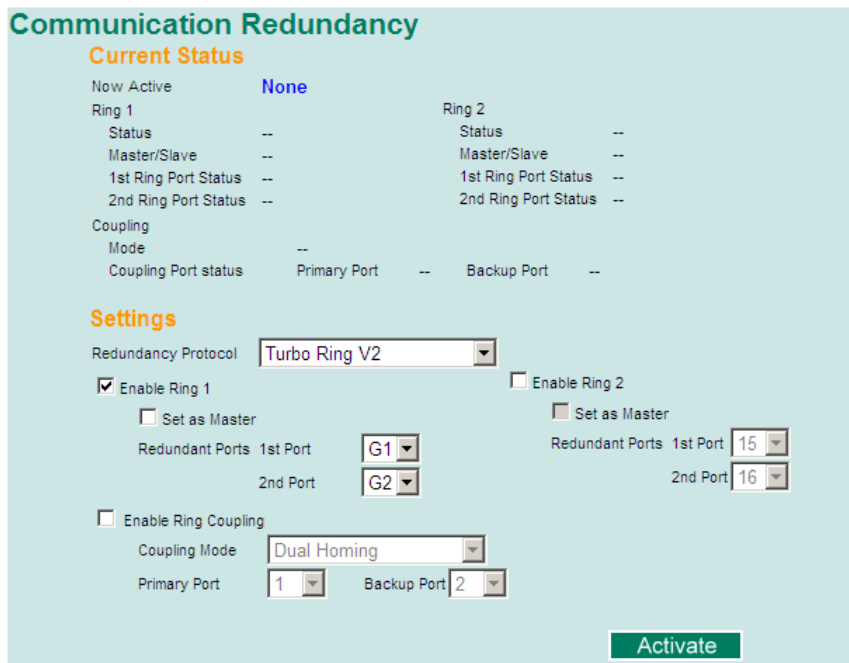 Communication Redundancy
Current Status
Now Active None
Ring 1 Ring 2
Status -- Status --
Master/Slave -- Master/Slave --
1st Ring Port Status -- 1st Ring Port Status --
2nd Ring Port Status -- 2nd Ring Port Status --
Coupling
Mode --
Coupling Port status Primary Port -- Backup Port --
Settings
Redundancy Protocol Turbo Ring V2
Enable Ring 1 Enable Ring 2
Set as Master Set as Master
Redundant Ports 1st Port G1 Redundant Ports 1st Port 15
2nd Port G2 2nd Port 16
Enable Ring Coupling
Coupling Mode Dual Homing
Primary Port 1 Backup Port 2
Activate